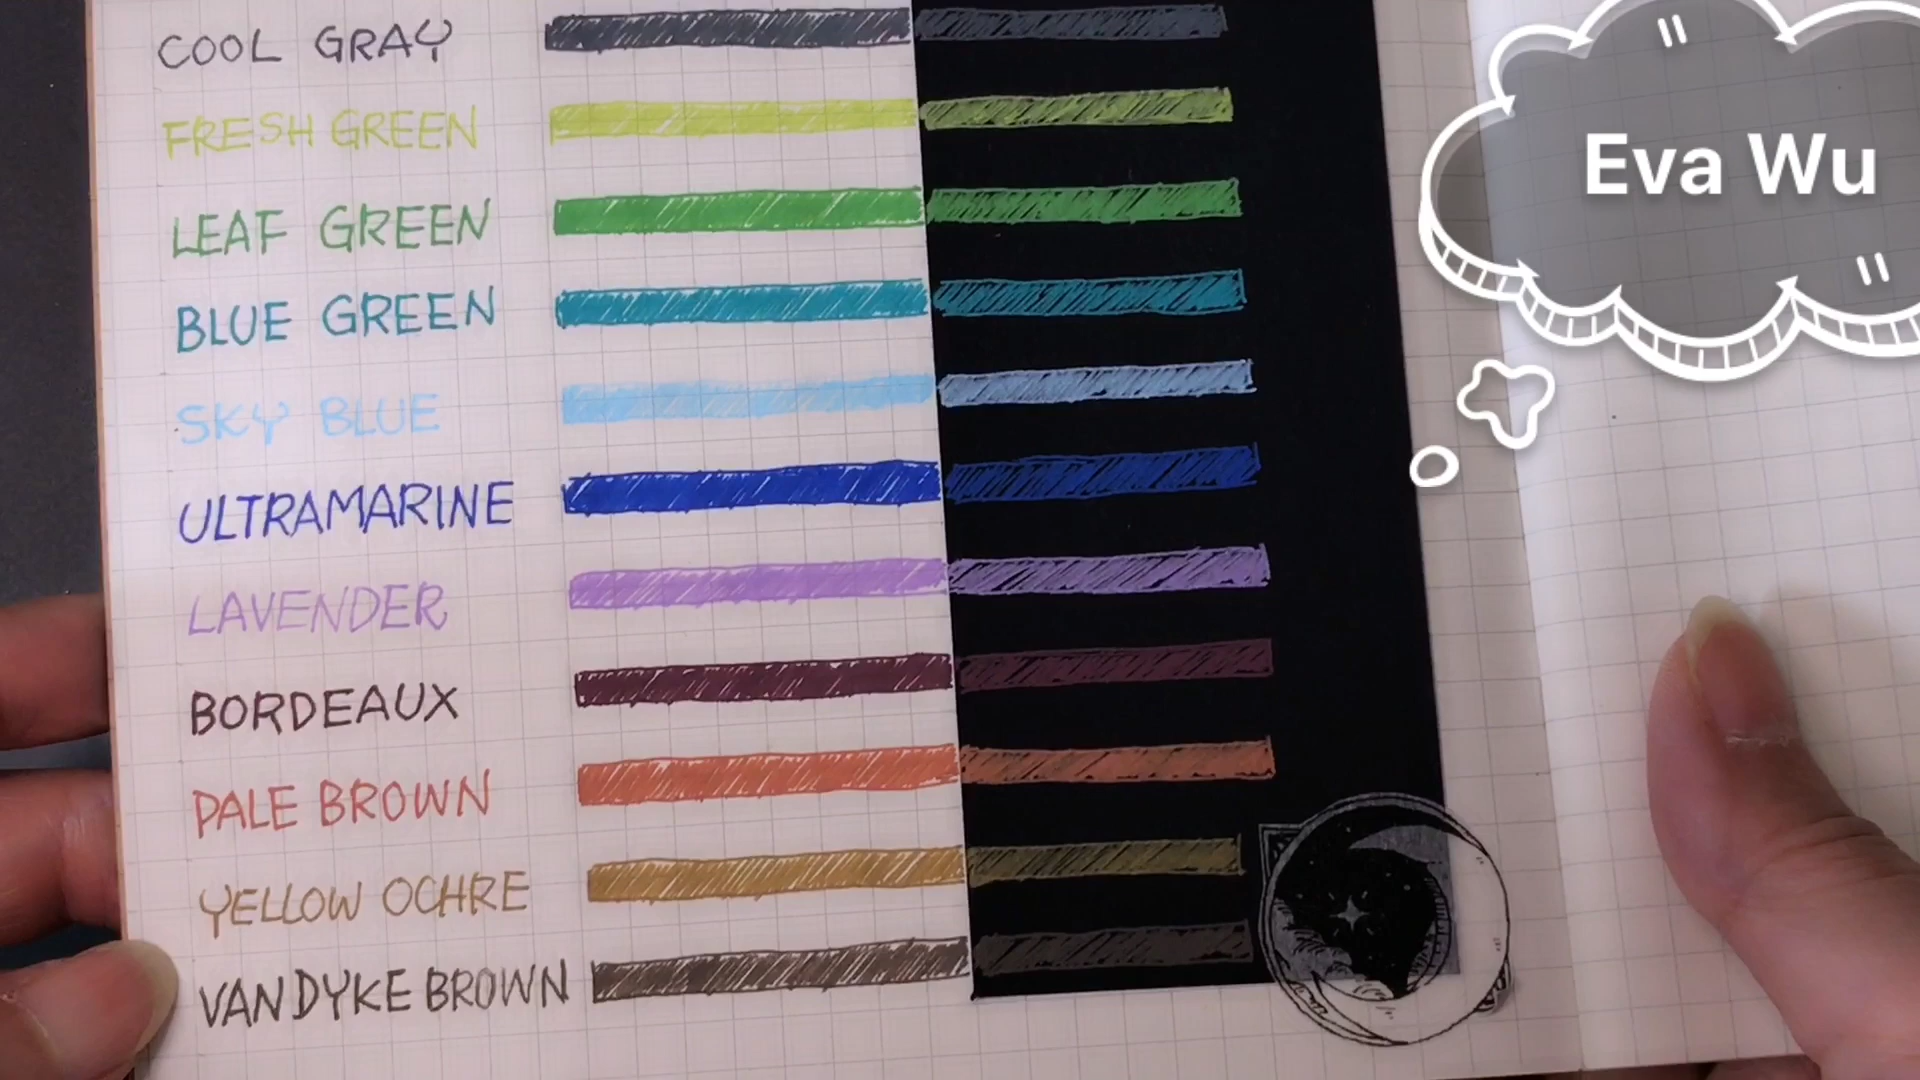 COOL GRAY
FRESH GREEN
LEAF GREEN
BLUE GREEN
SKY BLUE
ULTRAMARINE
LAVENDER
BORDEAUX
PALE BROWN
YELLOW OCHRE
VANDYKE BROWN
Eva Wu